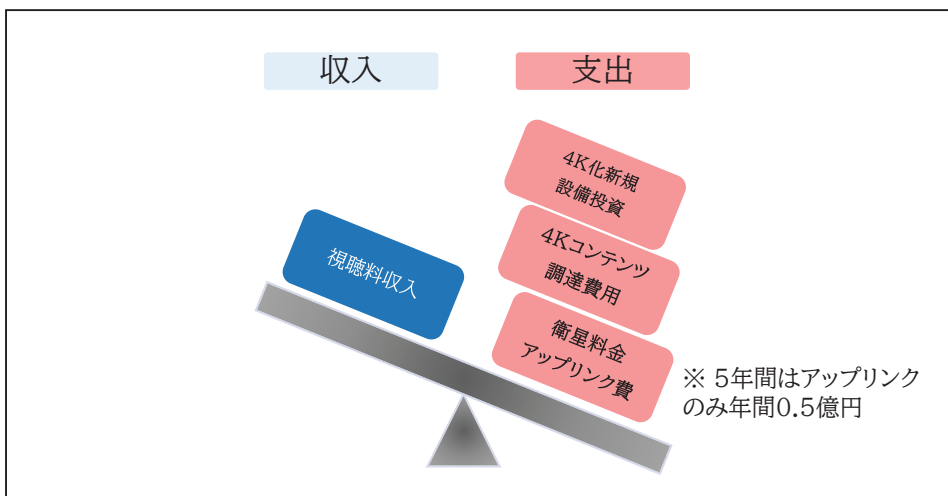 収入
支出
視聴料収入
4K化新規
設備投資
4Kコンテンツ
調達費用
衛星料金
アップリンク費
※ 5年間はアップリンク
のみ年間0.5億円